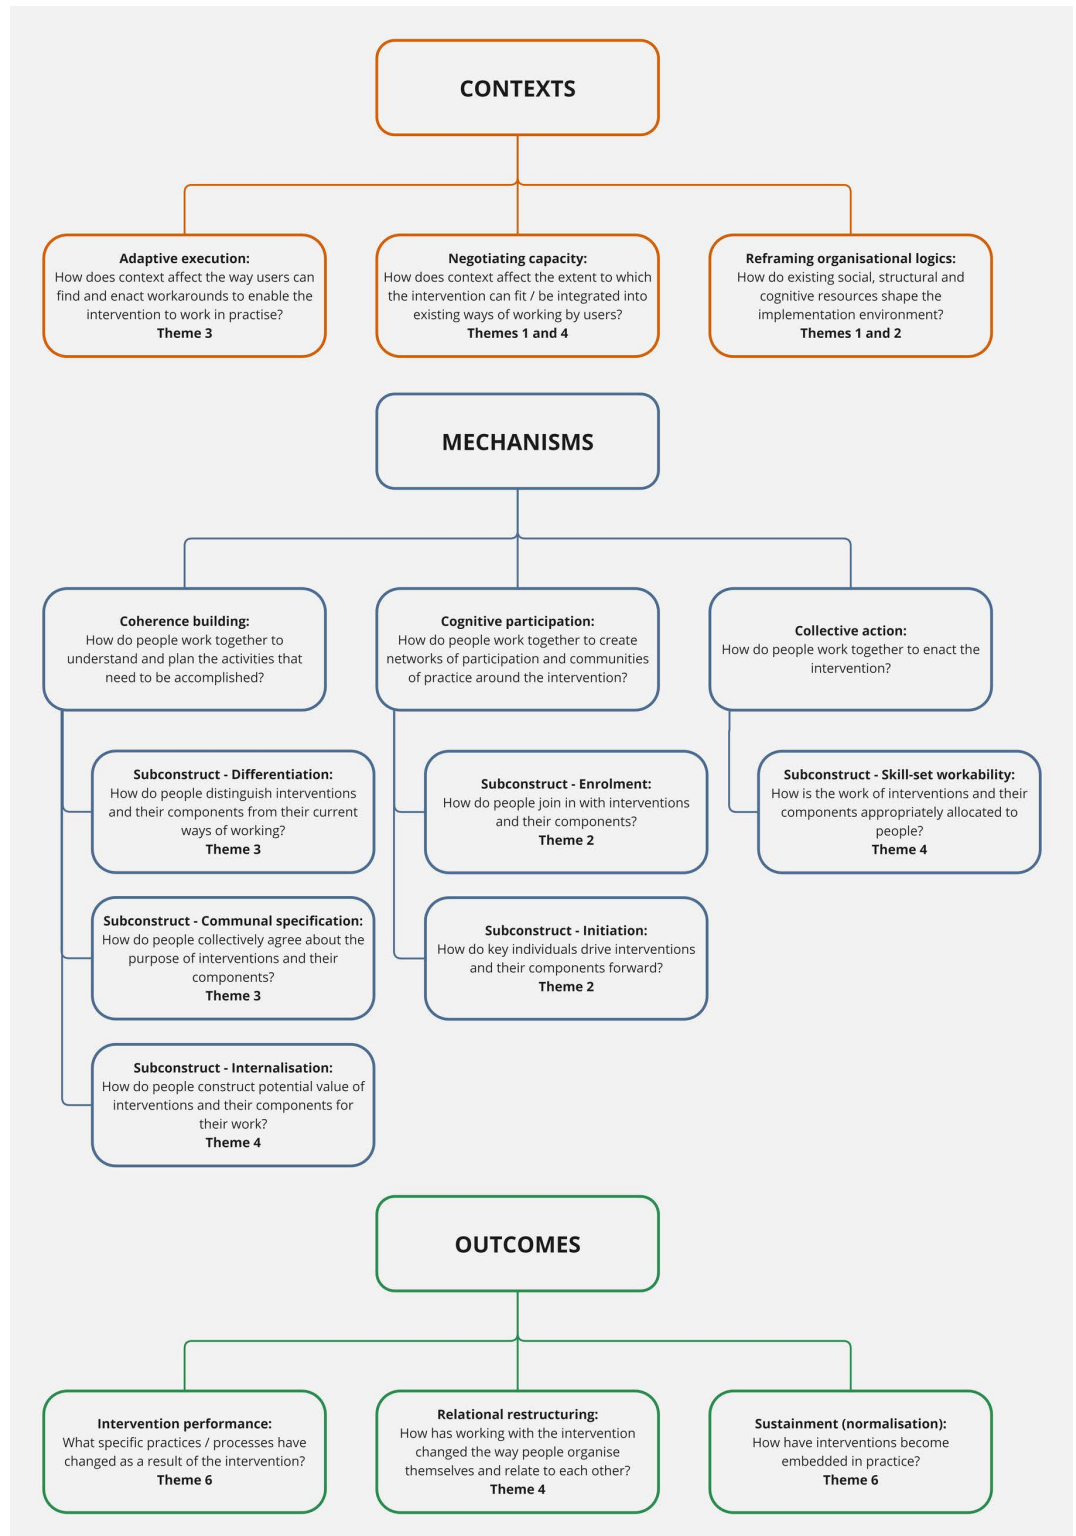 CONTEXTS
Adaptive execution:
How does context affect the way users can
find and enact workarounds to enable the
intervention to work in practise?
Theme 3
Negotiating capacity:
How does context affect the extent to which
the intervention can fit / be integrated into
existing ways of working by users?
Themes 1 and 4
Reframing organisational logics:
How do existing social, structural and
cognitive resources shape the
implementation environment?
Themes 1 and 2
MECHANISMS
Coherence building:
How do people work together to
understand and plan the activities that
need to be accomplished?
Cognitive participation:
How do people work together to create
networks of participation and communities
of practice around the intervention?
Collective action:
How do people work together to enact the
intervention?
Subconstruct - Differentiation:
How do people distinguish interventions
and their components from their current
ways of working?
Theme 3
Subconstruct - Enrolment:
How do people join in with interventions
and their components?
Theme 2
Subconstruct - Skill-set workability:
How is the work of interventions and their
components appropriately allocated to
people?
Theme 4
Subconstruct - Communal specification:
How do people collectively agree about the
purpose of interventions and their
components?
Theme 3
Subconstruct - Initiation:
How do key individuals drive interventions
and their components forward?
Theme 2
Subconstruct - Internalisation:
How do people construct potential value of
interventions and their components for
their work?
Theme 4
OUTCOMES
Intervention performance:
What specific practices / processes have
changed as a result of the intervention?
Theme 6
Relational restructuring:
How has working with the intervention
changed the way people organise
themselves and relate to each other?
Theme 4
Sustainment (normalisation):
How have interventions become
embedded in practice?
Theme 6